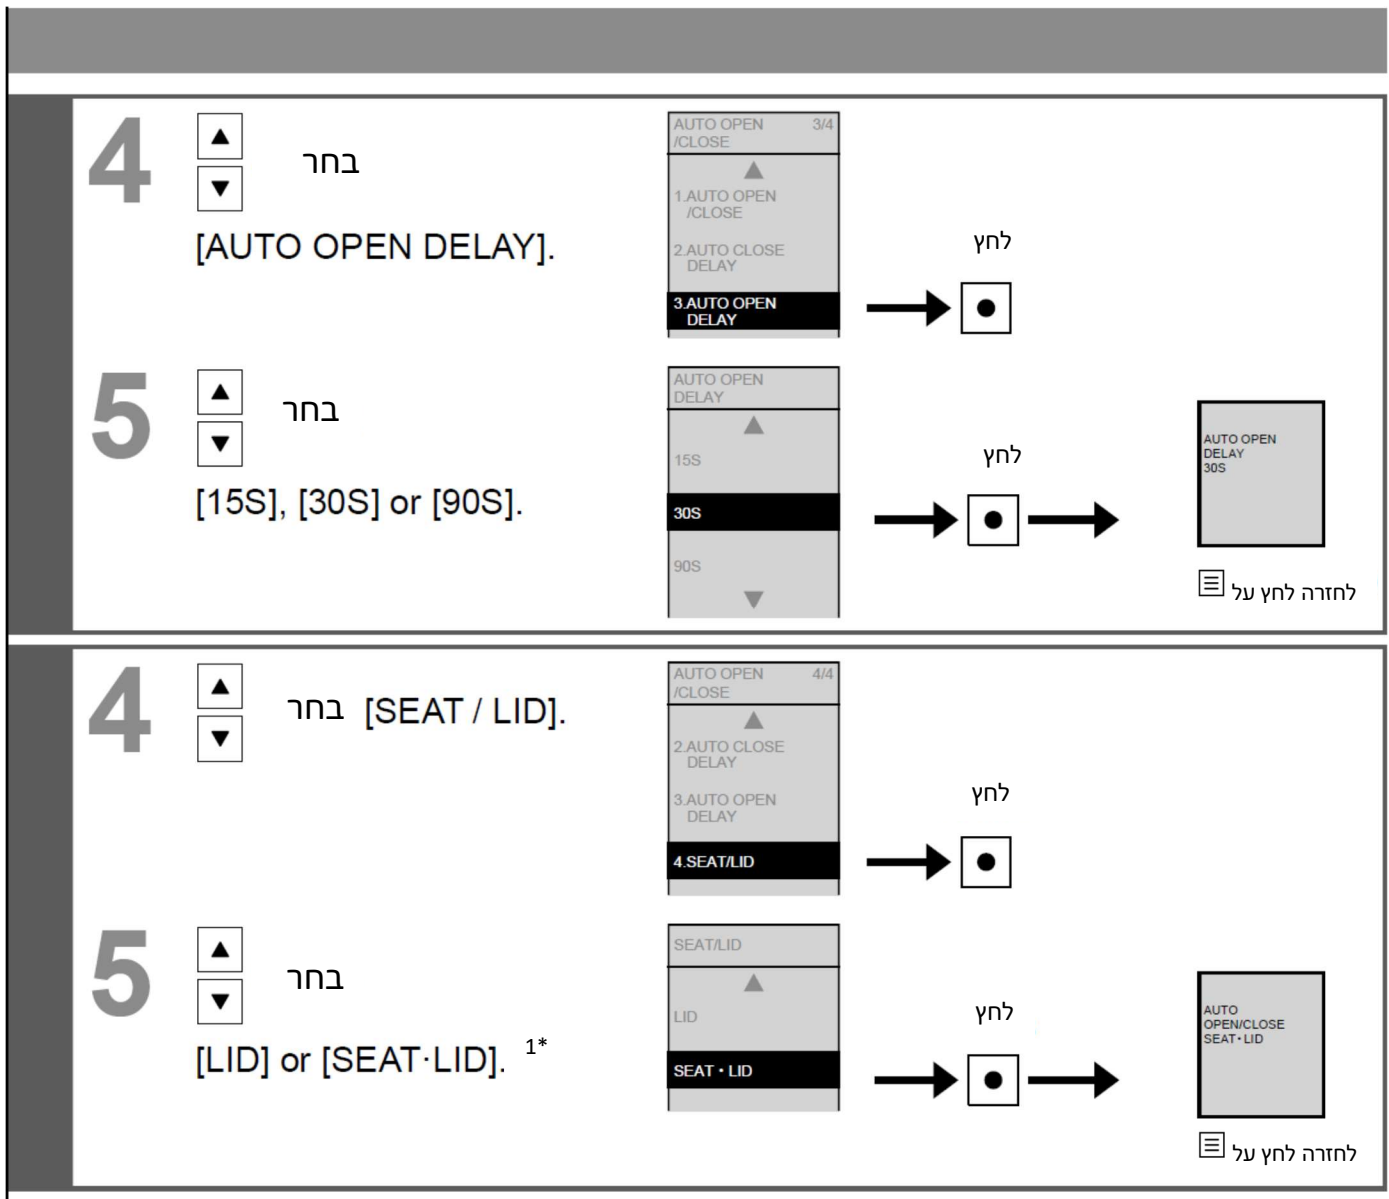 4
בחר
[AUTO OPEN DELAY].
AUTO OPEN 3/4
/CLOSE
1.AUTO OPEN
/CLOSE
2.AUTO CLOSE
DELAY
3.AUTO OPEN
DELAY
לחץ
5
בחר
[15S], [30S] or [90S].
AUTO OPEN
DELAY
15S
30S
90S
לחץ
AUTO OPEN
DELAY
30S
לחזרה לחץ על
4
בחר [SEAT / LID].
AUTO OPEN 4/4
/CLOSE
2.AUTO CLOSE
DELAY
3.AUTO OPEN
DELAY
4.SEAT/LID
לחץ
5
בחר
[LID] or [SEAT·LID]. 1*
SEAT/LID
LID
SEAT・LID
לחץ
AUTO
OPEN/CLOSE
SEAT・LID
לחזרה לחץ על